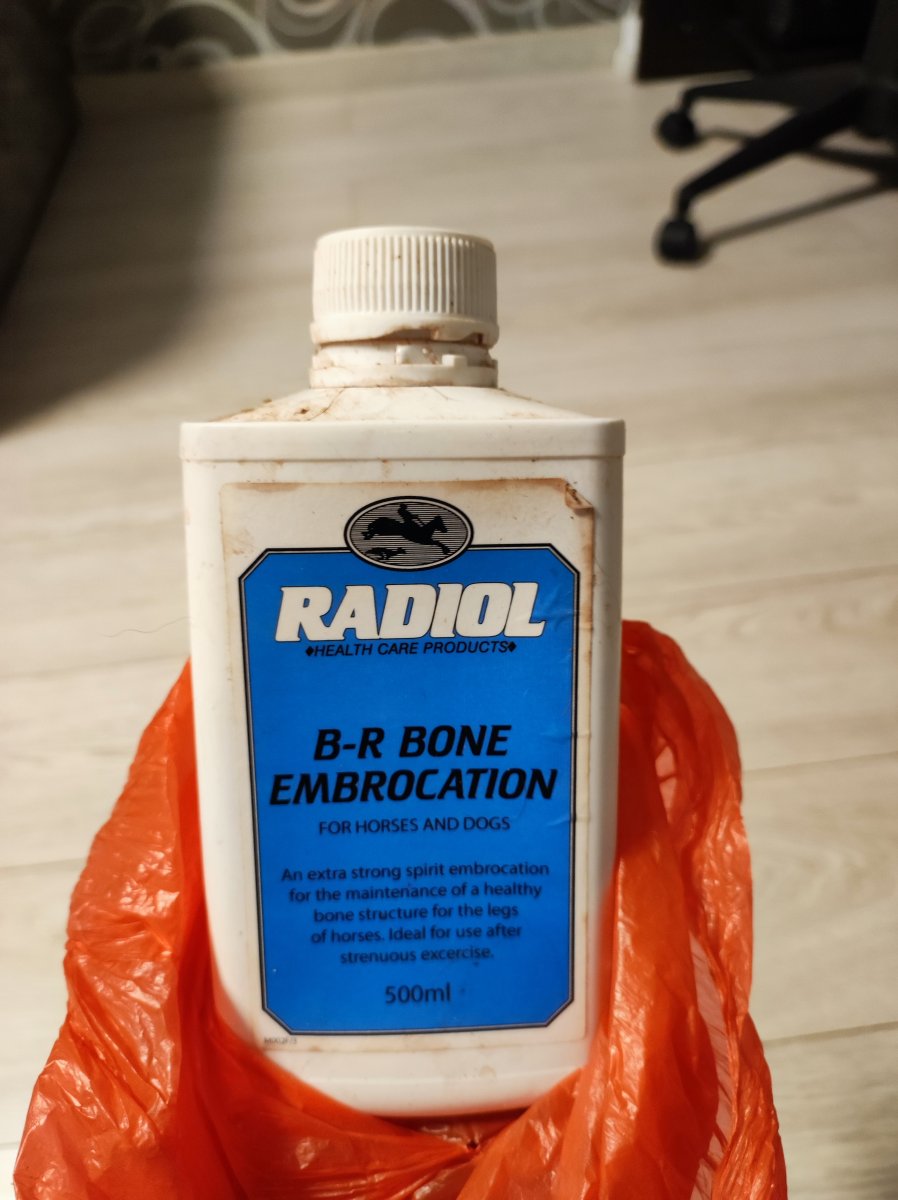 RADIOL
♦HEALTH CARE PRODUCTS♦
B-R BONE
EMBROCATION
FOR HORSES AND DOGS
An extra strong spirit embrocation
for the maintenance of a healthy
bone structure for the legs
of horses. Ideal for use after
strenuous excercise.
500ml